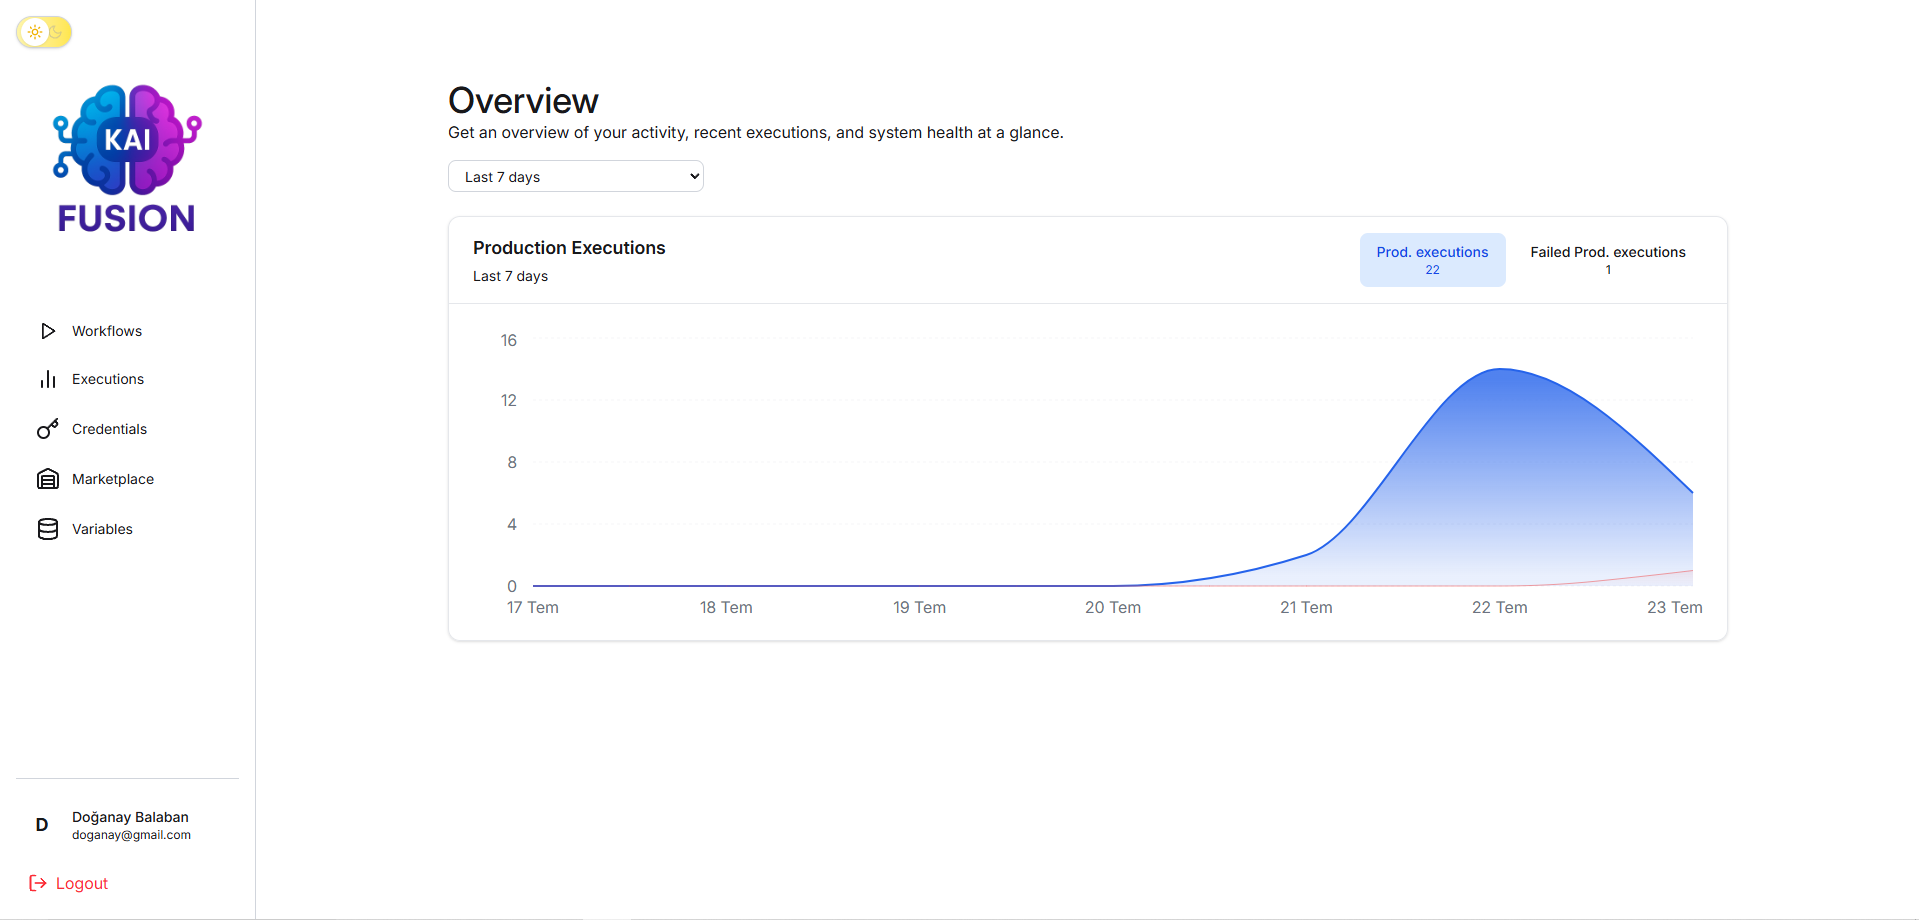 KAI
FUSION
Workflows
Executions
Credentials
Marketplace
Variables
D
Doğanay Balaban
doganay@gmail.com
Logout
Overview
Get an overview of your activity, recent executions, and system health at a glance.
Last 7 days
Production Executions
Last 7 days
Prod. executions
22
Failed Prod. executions
1
16
12
8
4
0
17 Tem
18 Tem
19 Tem
20 Tem
21 Tem
22 Tem
23 Tem